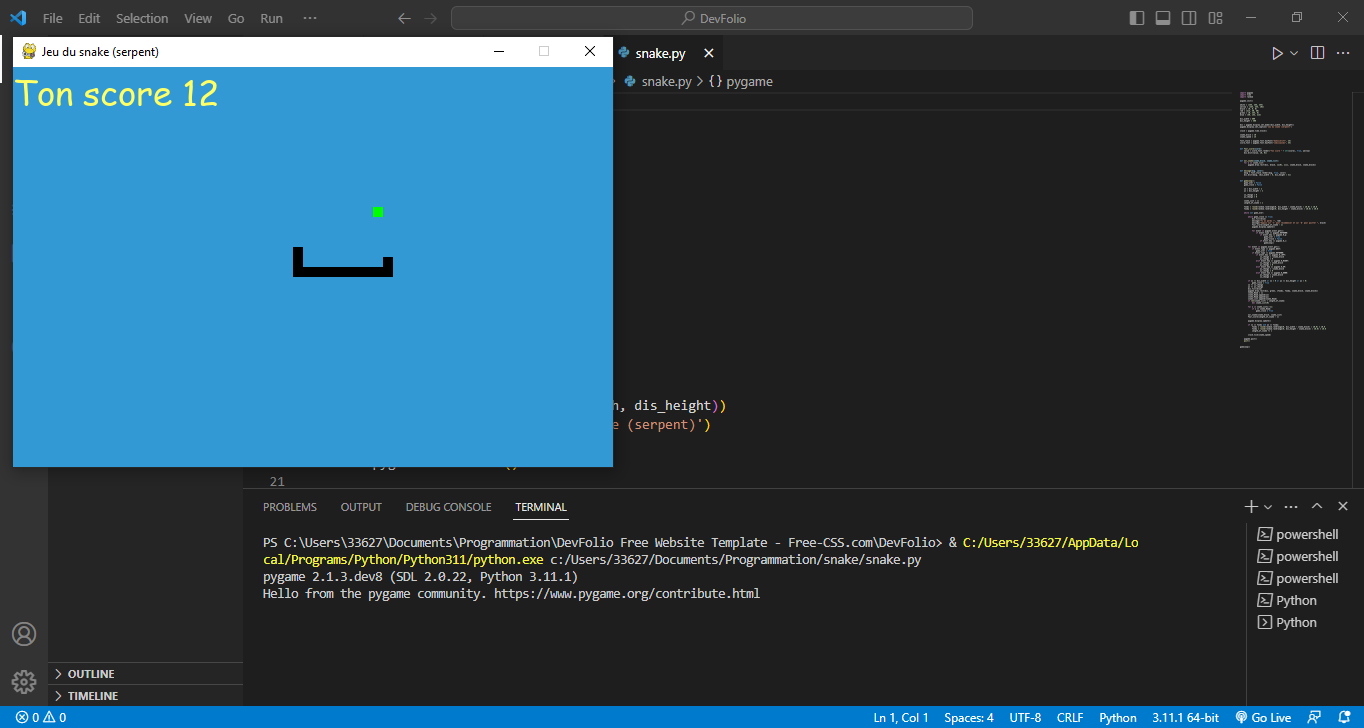 File Edit Selection View Go Run ···
DevFolio
Jeu du snake (serpent)
Ton score 12
snake.py
snake.py > {} pygame
, dis_height))
(serpent)')
21
PROBLEMS OUTPUT DEBUG CONSOLE TERMINAL
PS C:\Users\33627\Documents\Programmation\DevFolio Free Website Template - Free-CSS.com\DevFolio> & C:/Users/33627/AppData/Lo
cal/Programs/Python/Python311/python.exe c:/Users/33627/Documents/Programmation/snake/snake.py
pygame 2.1.3.dev8 (SDL 2.0.22, Python 3.11.1)
Hello from the pygame community. https://www.pygame.org/contribute.html
powershell
powershell
powershell
Python
Python
OUTLINE
TIMELINE
0 0 Ln 1, Col 1 Spaces: 4 UTF-8 CRLF Python 3.11.1 64-bit Go Live